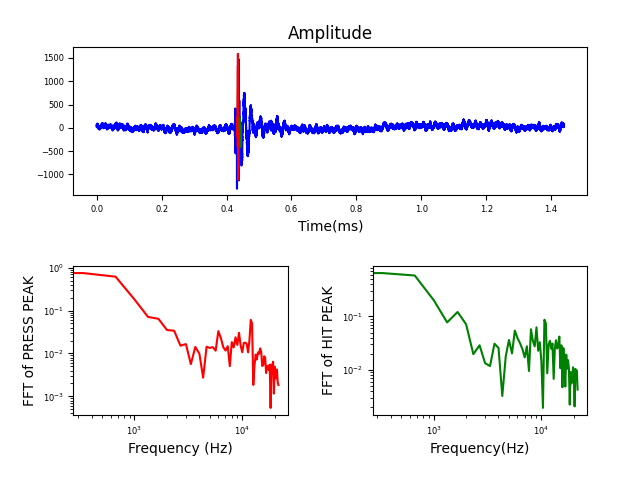 Amplitude
1500
1000
500
0
−500
−1000
0.0 0.2 0.4 0.6 0.8 1.0 1.2 1.4
Time(ms)
FFT of PRESS PEAK
10⁰
10⁻¹
10⁻²
10⁻³
10³ 10⁴
Frequency (Hz)
FFT of HIT PEAK
10⁻¹
10⁻²
10³ 10⁴
Frequency(Hz)